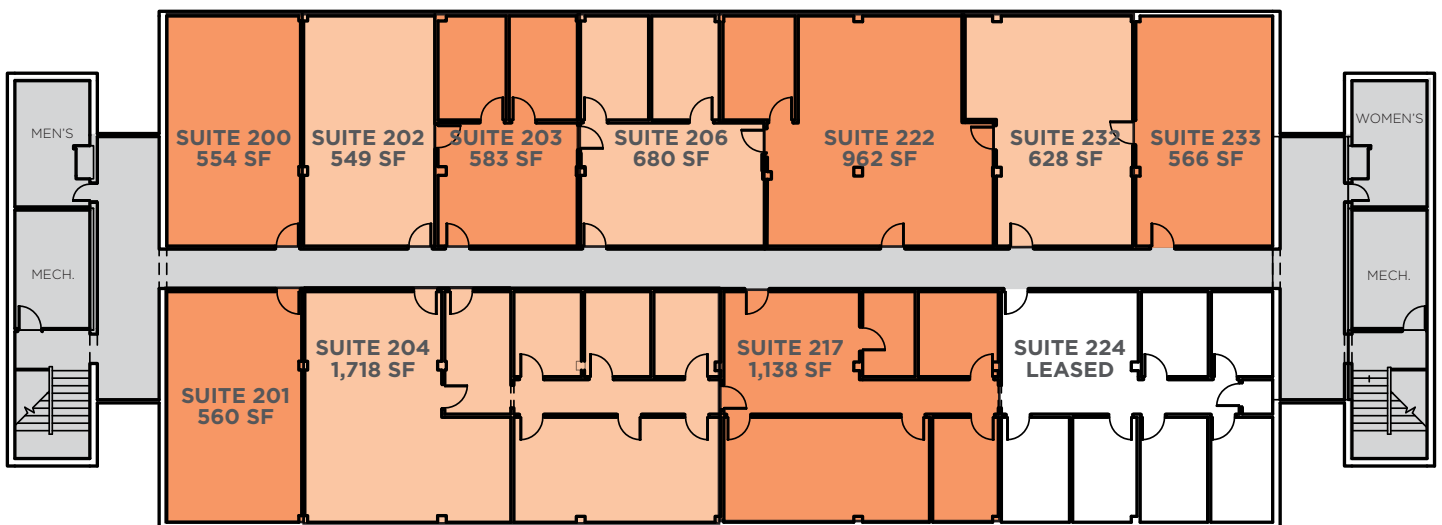 MEN'S
SUITE 200
554 SF
SUITE 202
549 SF
SUITE 203
583 SF
SUITE 206
680 SF
SUITE 222
962 SF
SUITE 232
628 SF
SUITE 233
566 SF
WOMEN'S
MECH.
MECH.
SUITE 201
560 SF
SUITE 204
1,718 SF
SUITE 217
1,138 SF
SUITE 224
LEASED